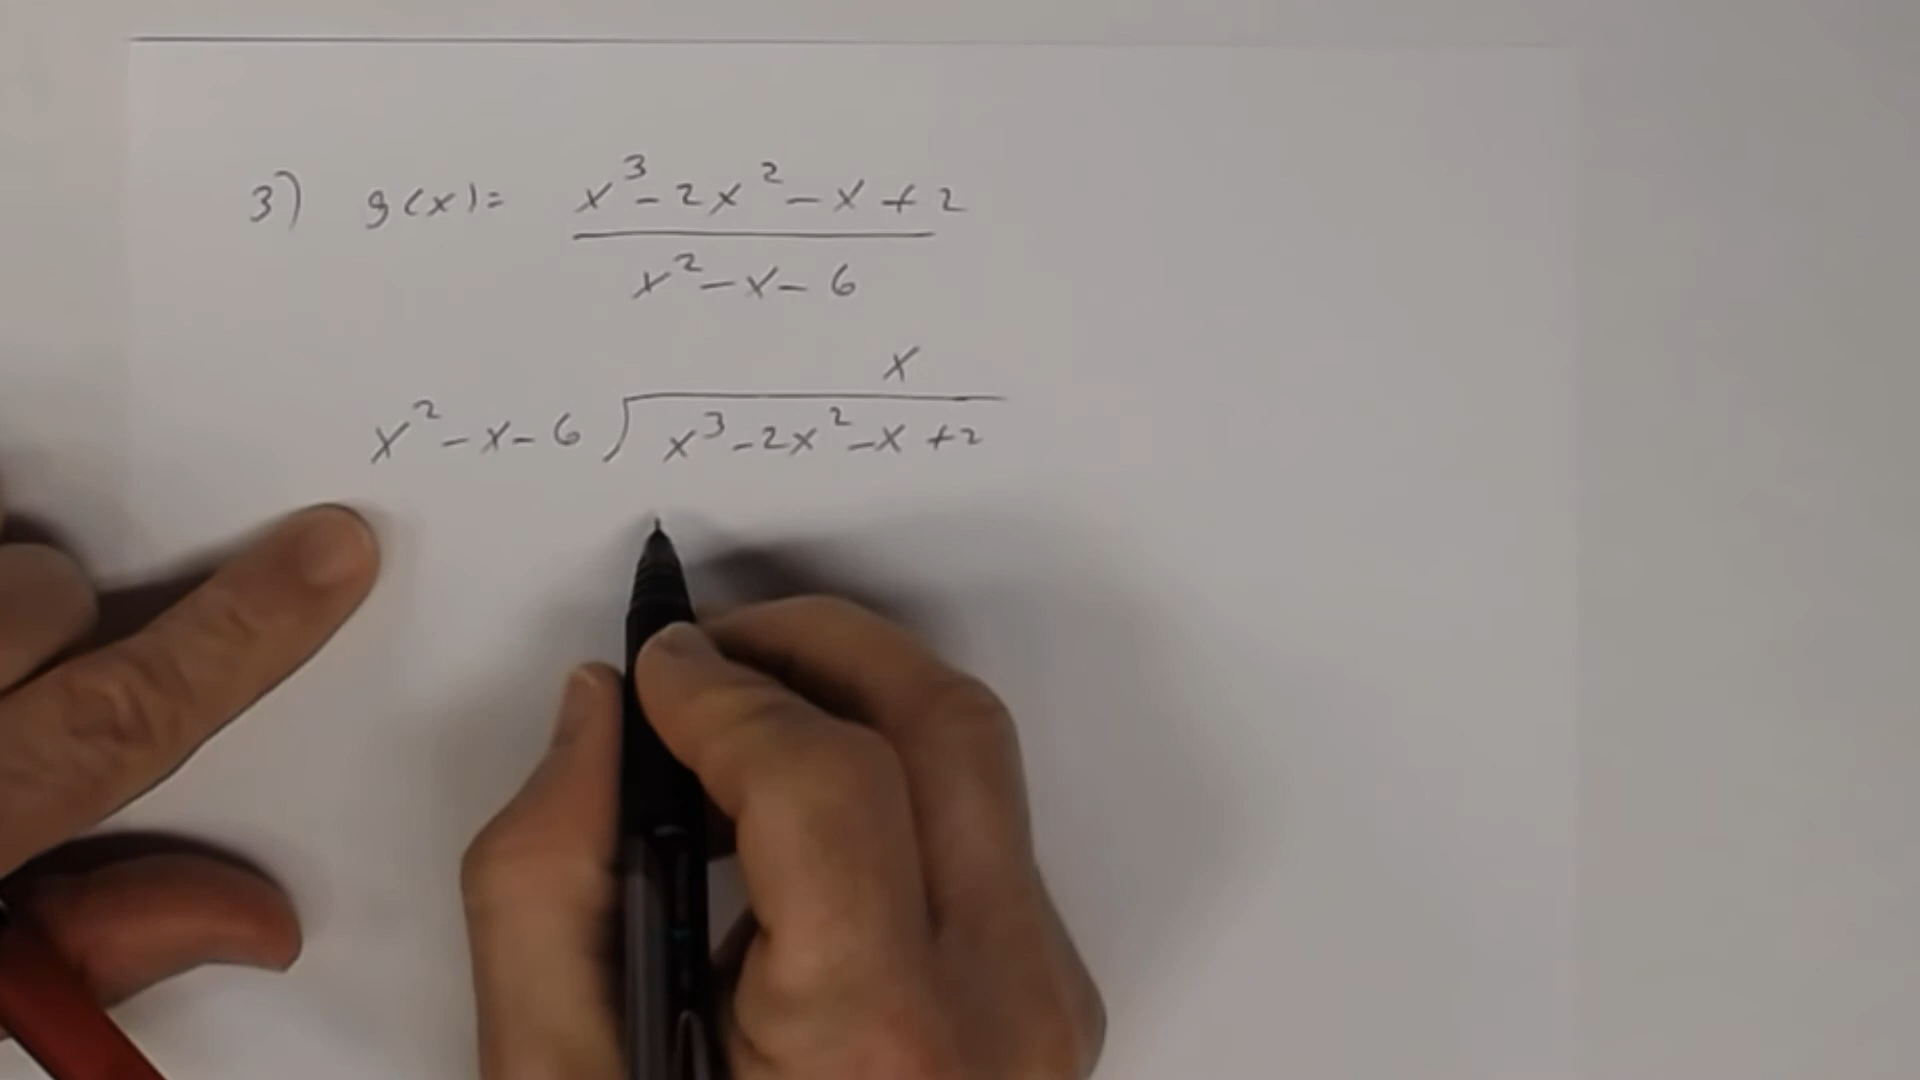 3) g(x)= x³-2x²-x+2
x²-x-6
x
x²-x-6 x³-2x²-x+2